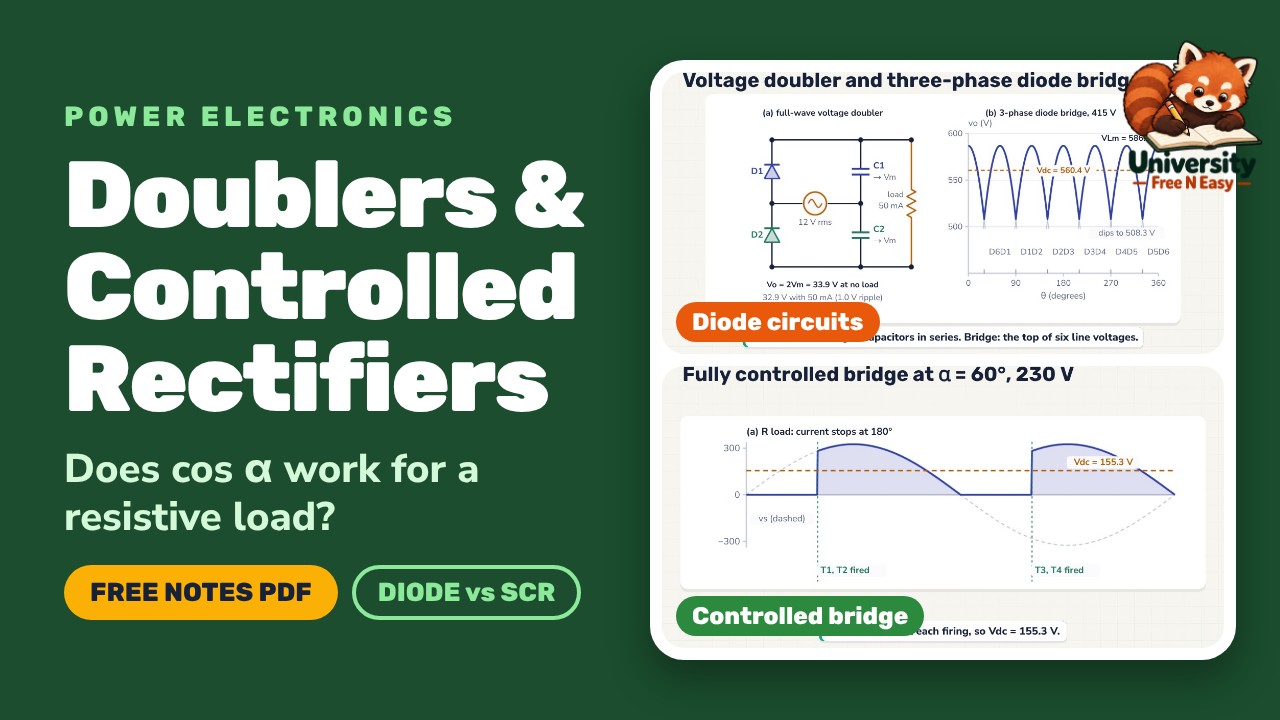 POWER ELECTRONICS
Doublers &
Controlled
Rectifiers
Does cos α work for a
resistive load?
FREE NOTES PDF
DIODE vs SCR
Voltage doubler and three-phase diode bridg
(a) full-wave voltage doubler
D1
D2
C1
→ Vm
C2
→ Vm
load
50 mA
12 V rms
Vo = 2Vm = 33.9 V at no load
32.9 V with 50 mA (1.0 V ripple)
(b) 3-phase diode bridge, 415 V
vo (V)
600
550
500
VLm = 586.
Vdc = 560.4 V
dips to 508.3 V
D6D1 D1D2 D2D3 D3D4 D4D5 D5D6
0 90 180 270 360
θ (degrees)
Diode circuits
capacitors in series. Bridge: the top of six line voltages.
University
Free N Easy
Fully controlled bridge at α = 60°, 230 V
(a) R load: current stops at 180°
300
0
−300
Vdc = 155.3 V
vs (dashed)
T1, T2 fired
T3, T4 fired
Controlled bridge
each firing, so Vdc = 155.3 V.